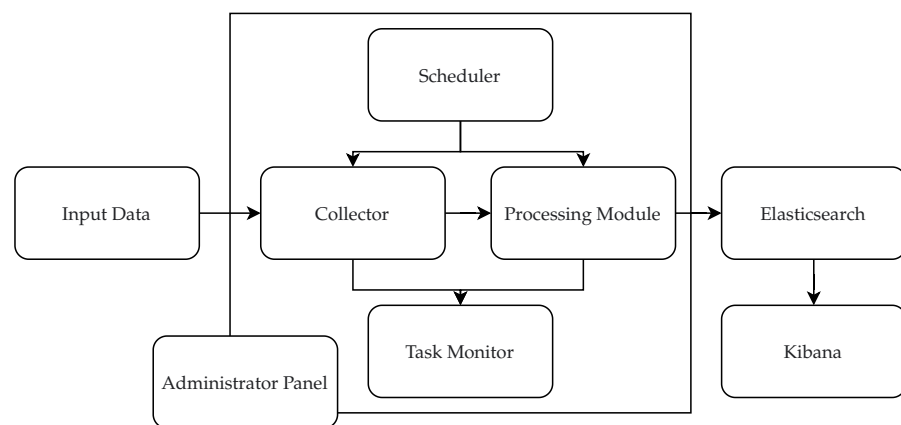 Scheduler
Input Data
Collector
Processing Module
Elasticsearch
Task Monitor
Kibana
Administrator Panel